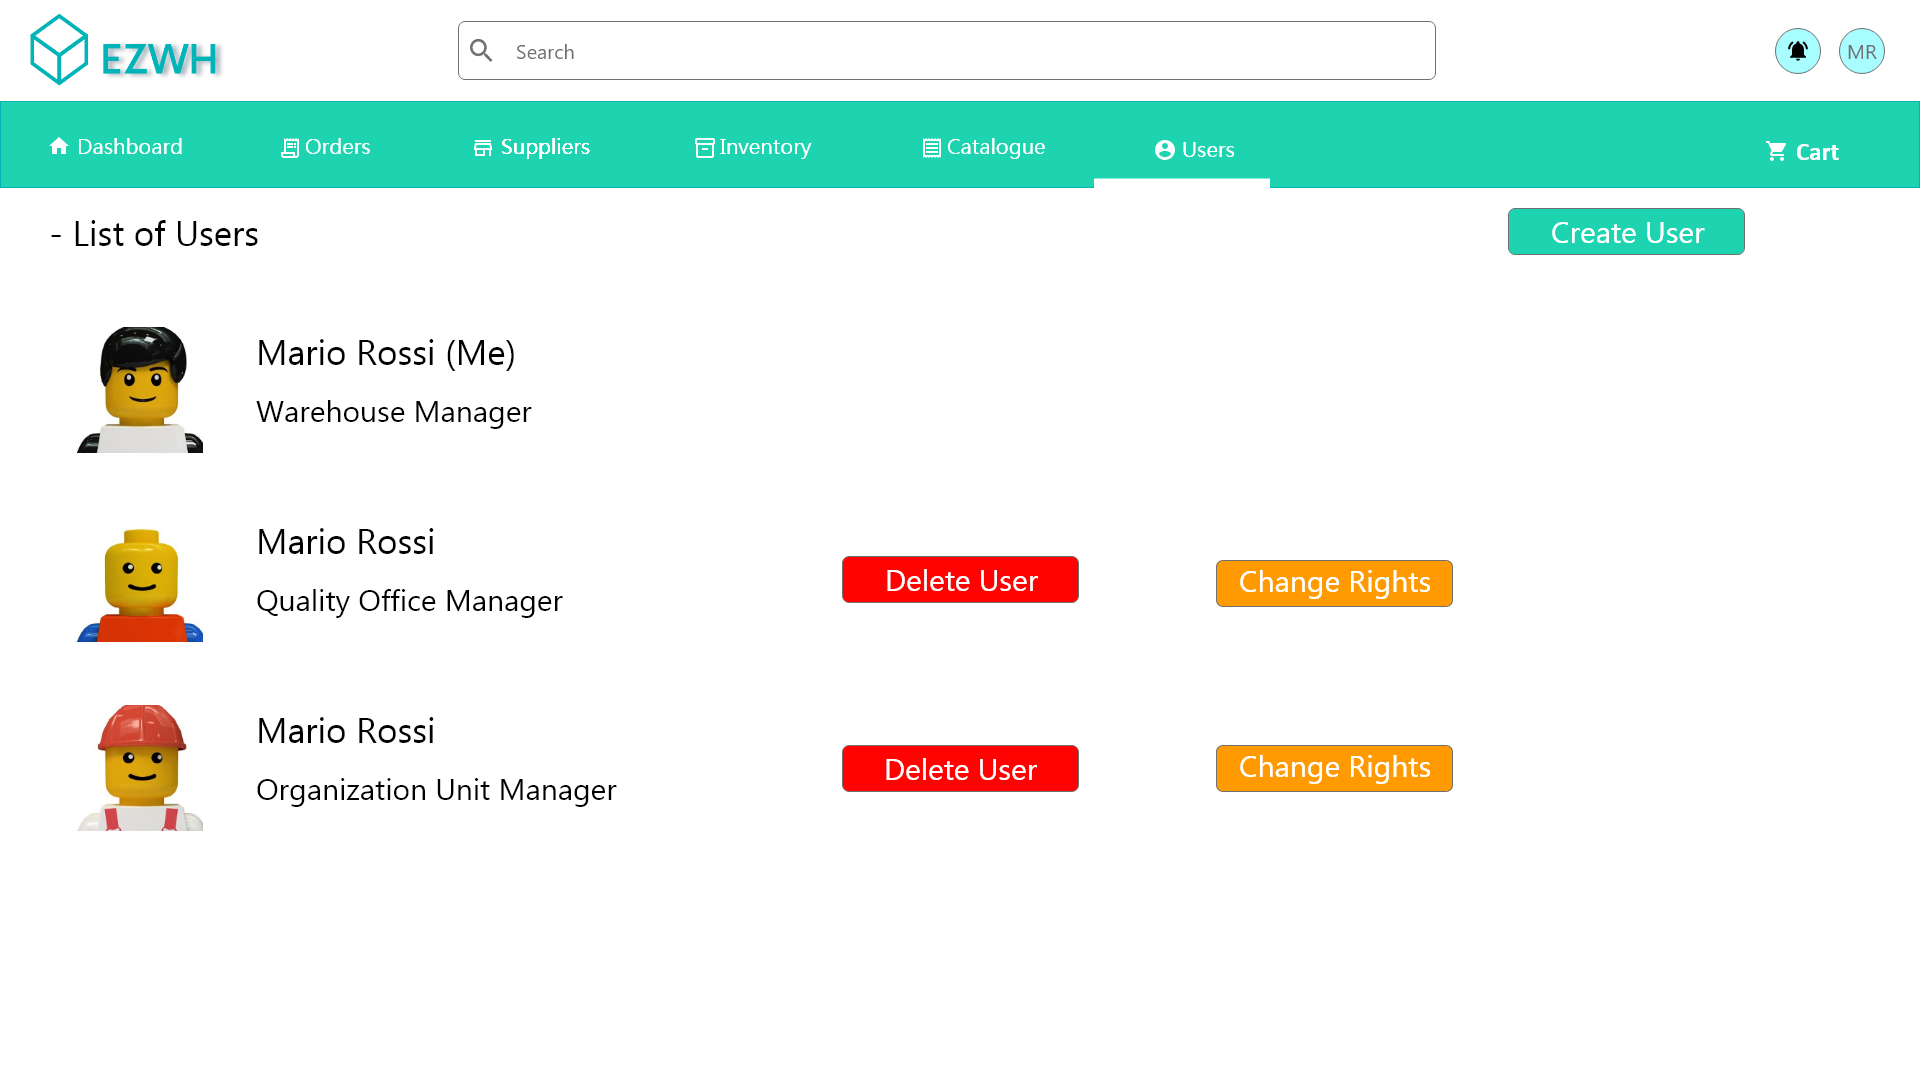 EZWH
Search
MR
Dashboard
Orders
Suppliers
Inventory
Catalogue
Users
Cart
- List of Users
Create User
Mario Rossi (Me)
Warehouse Manager
Mario Rossi
Quality Office Manager
Delete User
Change Rights
Mario Rossi
Organization Unit Manager
Delete User
Change Rights